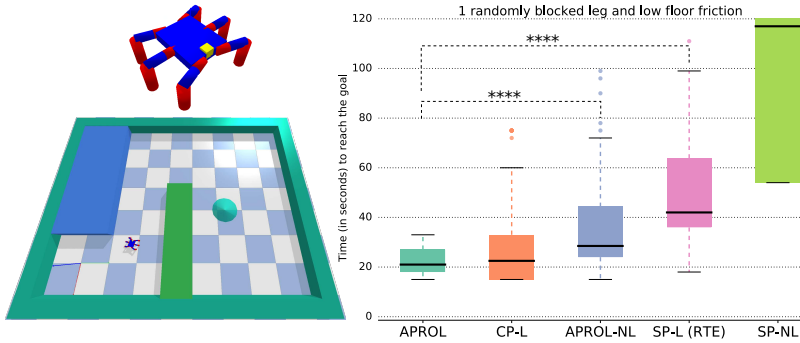 1 randomly blocked leg and low floor friction
Time (in seconds) to reach the goal
120
100
80
60
40
20
0
****
****
APROL
CP-L
APROL-NL
SP-L (RTE)
SP-NL